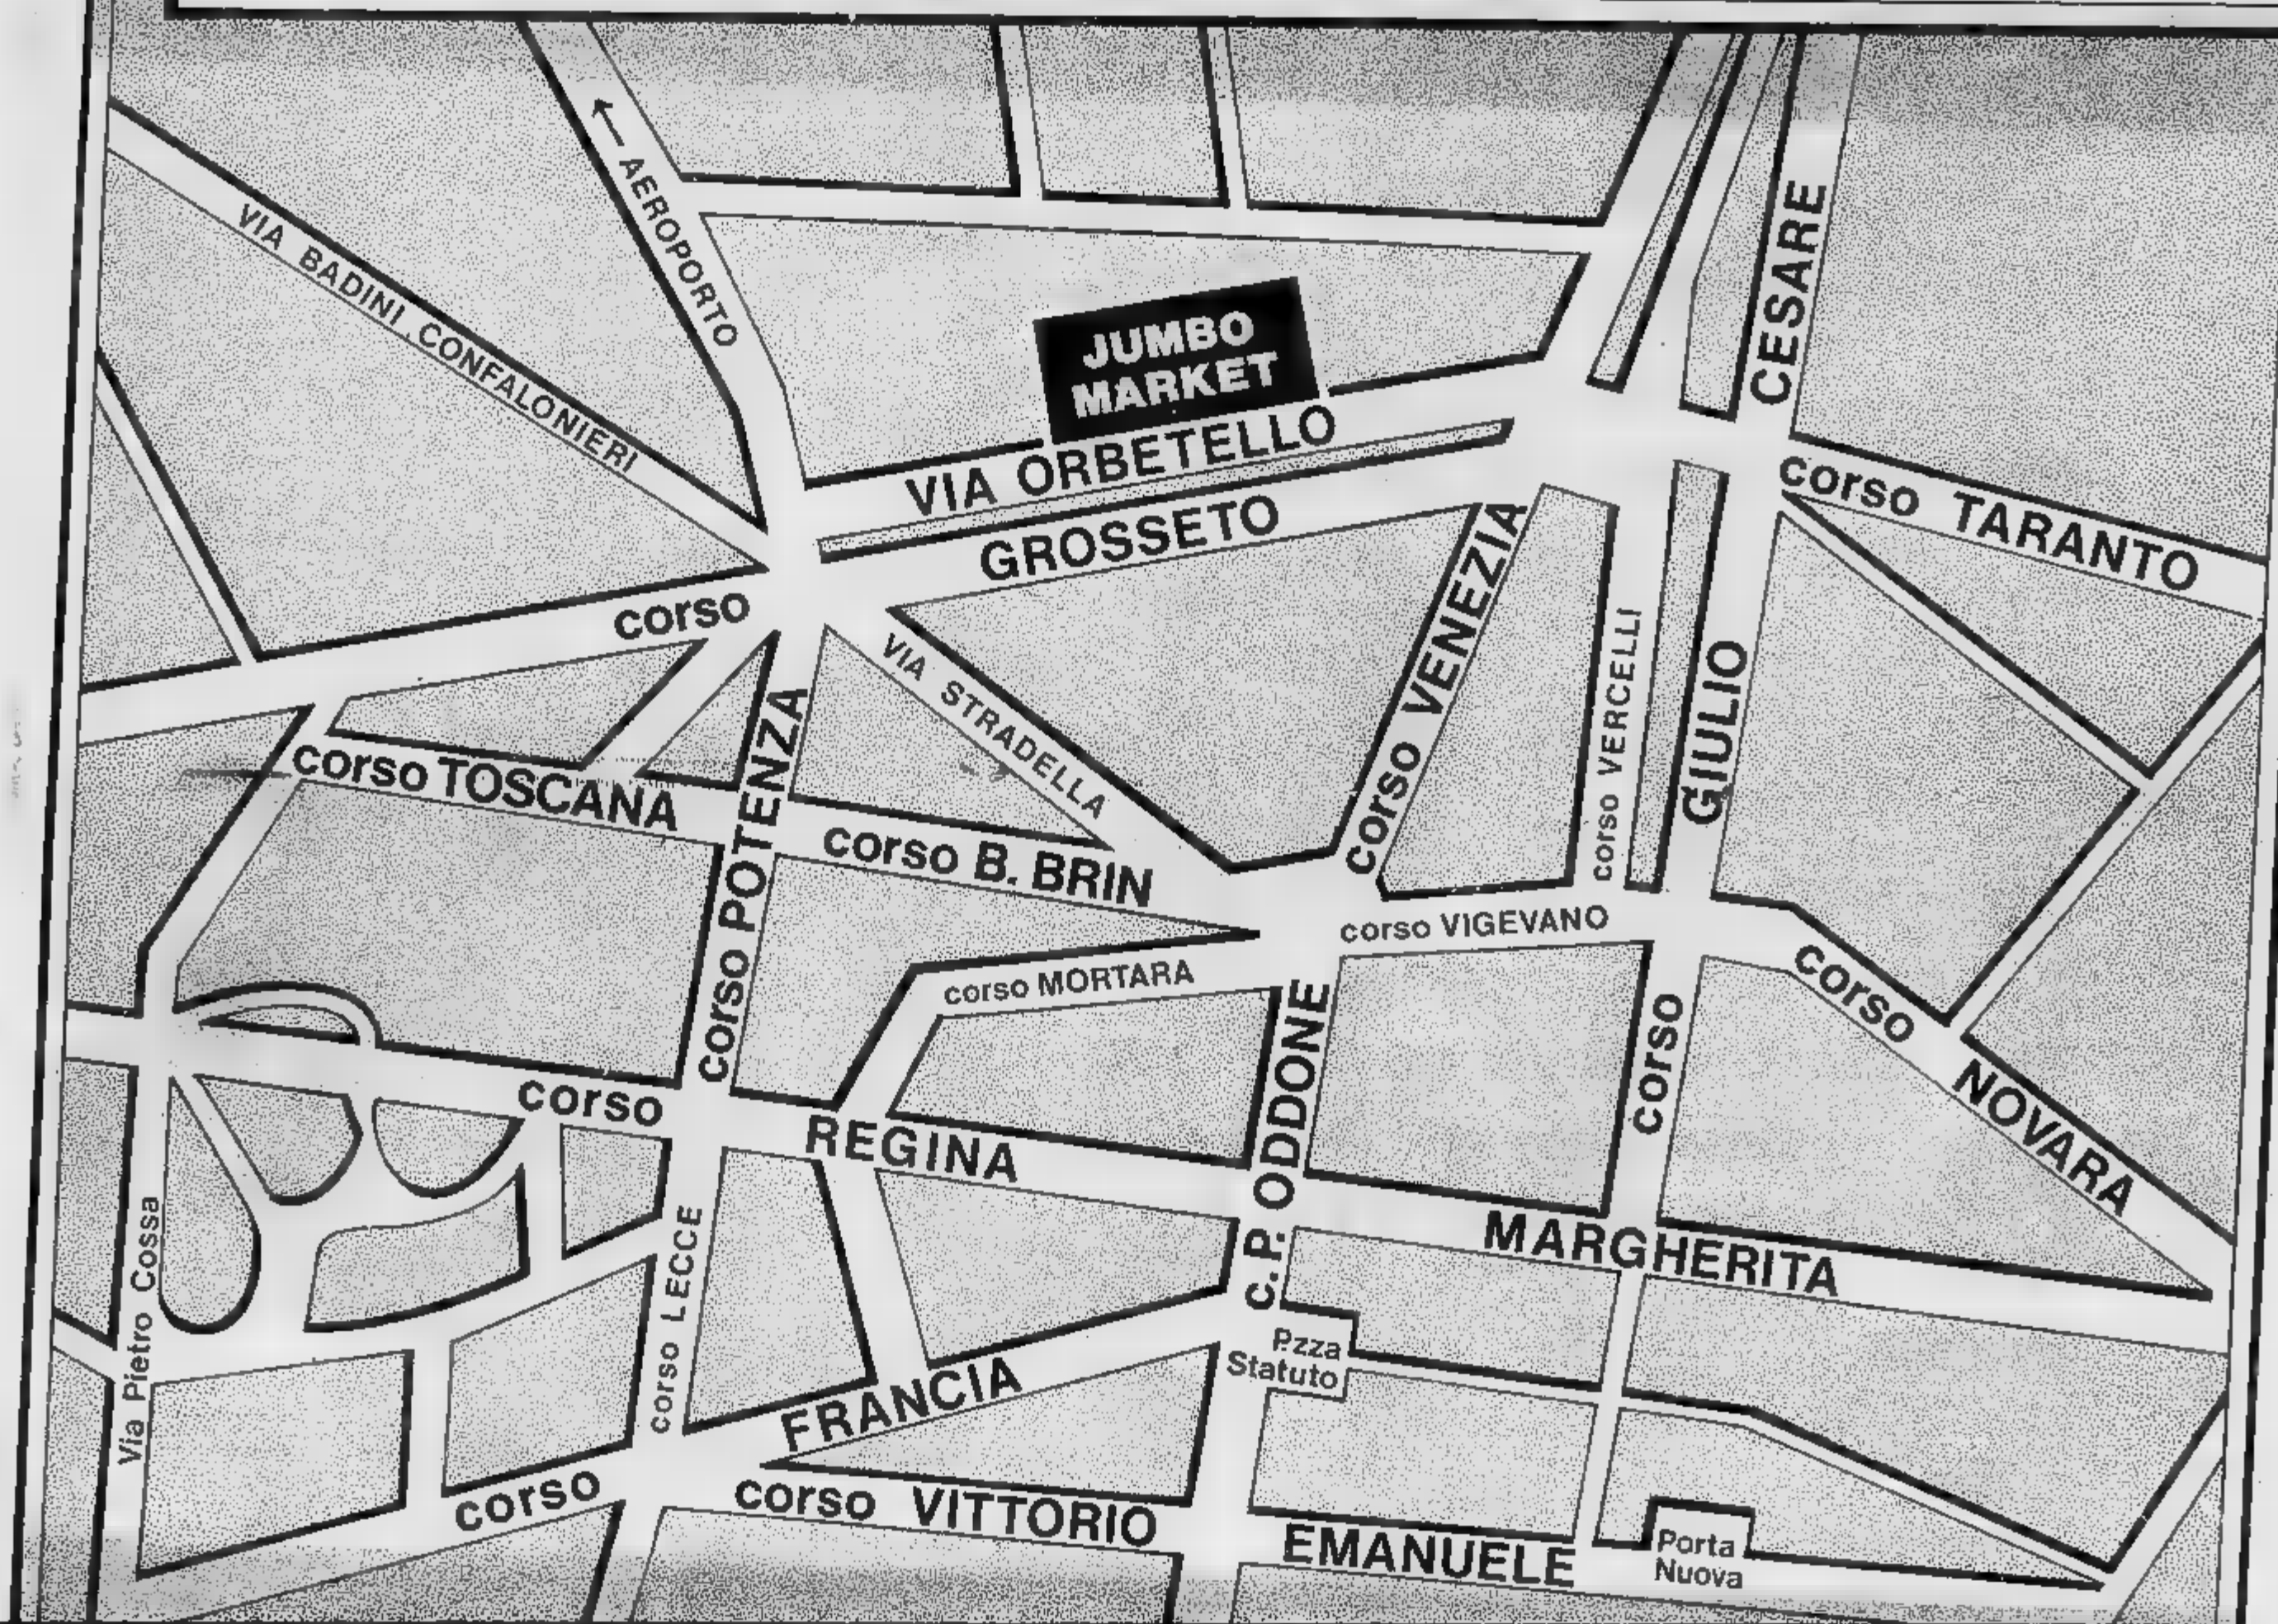 ← AEROPORTO
VIA BADINI CONFALONIERI
JUMBO
MARKET
VIA ORBETELLO
corso GROSSETO
corso GIULIO CESARE
corso TARANTO
VIA STRADELLA
corso VENEZIA
corso VERCELLI
corso TOSCANA
corso POTENZA
corso B. BRIN
corso VIGEVANO
corso MORTARA
corso NOVARA
corso REGINA MARGHERITA
C. P. ODDONE
Via Pietro Cossa
corso LECCE
corso FRANCIA
P.zza
Statuto
corso VITTORIO EMANUELE
Porta
Nuova